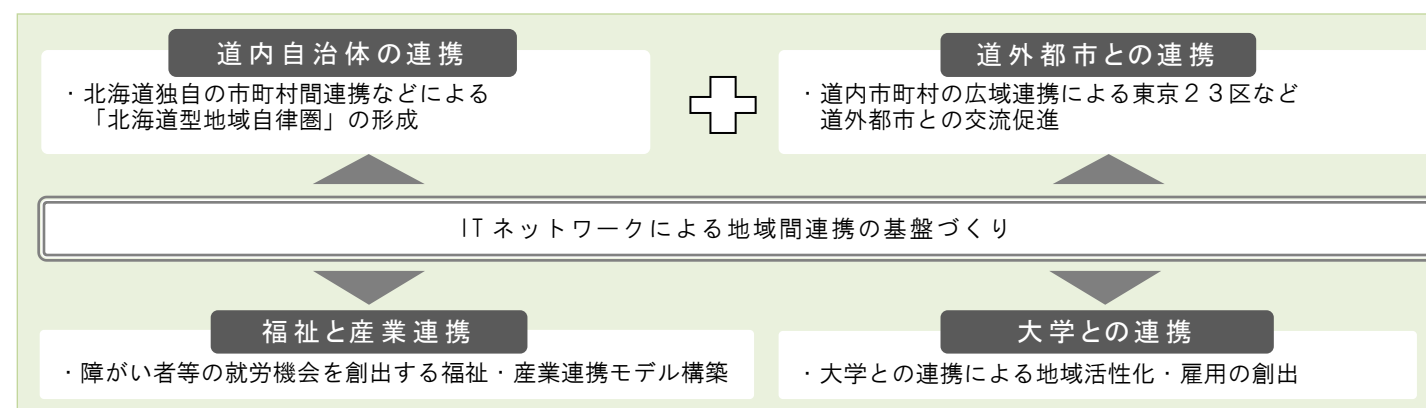 道内自治体の連携
・北海道独自の市町村間連携などによる
「北海道型地域自律圏」の形成
道外都市との連携
・道内市町村の広域連携による東京２３区など
道外都市との交流促進
ITネットワークによる地域間連携の基盤づくり
福祉と産業連携
・障がい者等の就労機会を創出する福祉・産業連携モデル構築
大学との連携
・大学との連携による地域活性化・雇用の創出